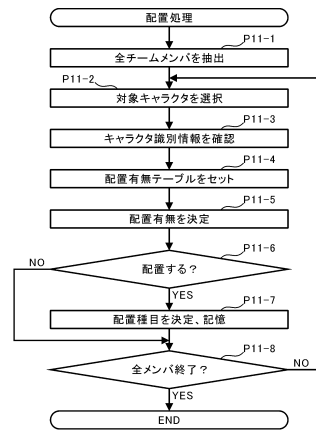 配置処理
P11-1
全チームメンバを抽出
P11-2
対象キャラクタを選択
P11-3
キャラクタ識別情報を確認
P11-4
配置有無テーブルをセット
P11-5
配置有無を決定
P11-6
NO
配置する？
YES
P11-7
配置種目を決定、記憶
P11-8
全メンバ終了？
NO
YES
END